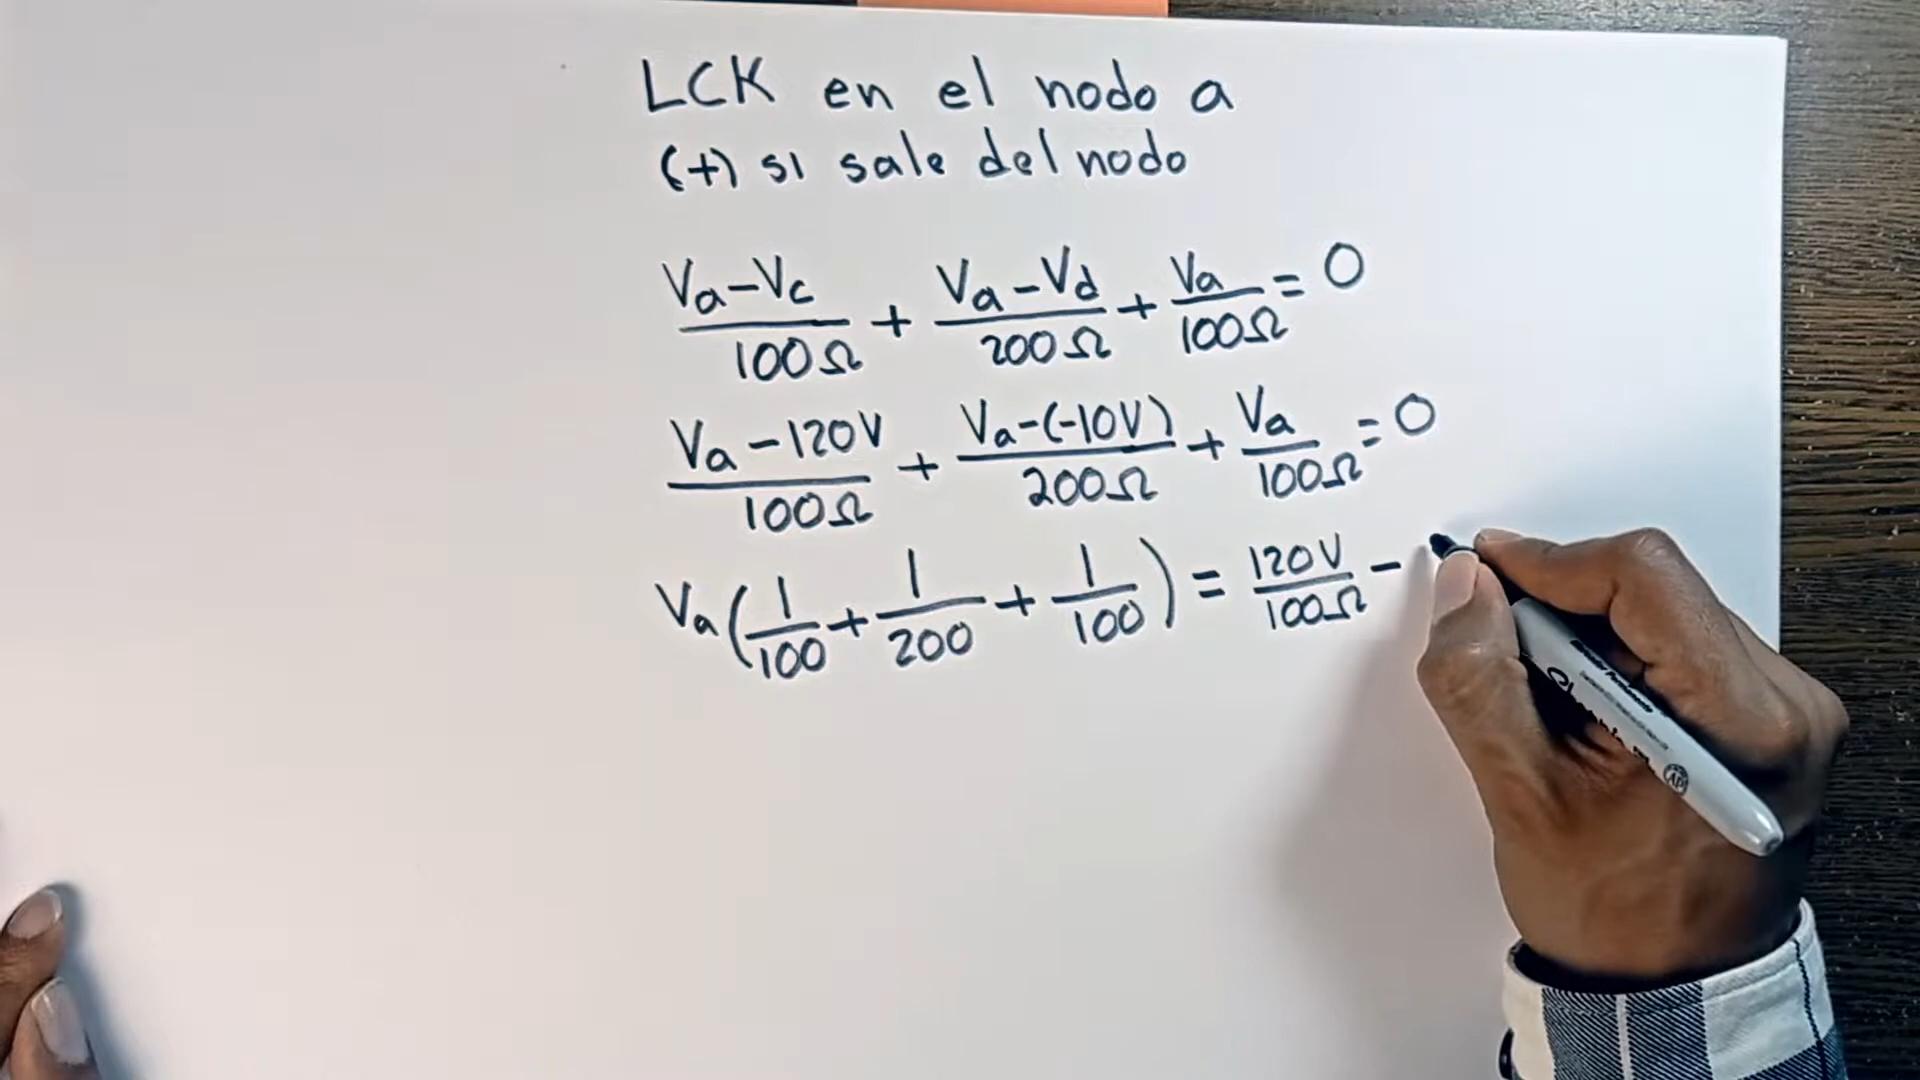 LCK en el nodo a
(+) si sale del nodo
Va-Vc/100Ω + Va-Vd/200Ω + Va/100Ω = 0
Va-120V/100Ω + Va-(-10V)/200Ω + Va/100Ω = 0
Va(1/100 + 1/200 + 1/100) = 120V/100Ω -